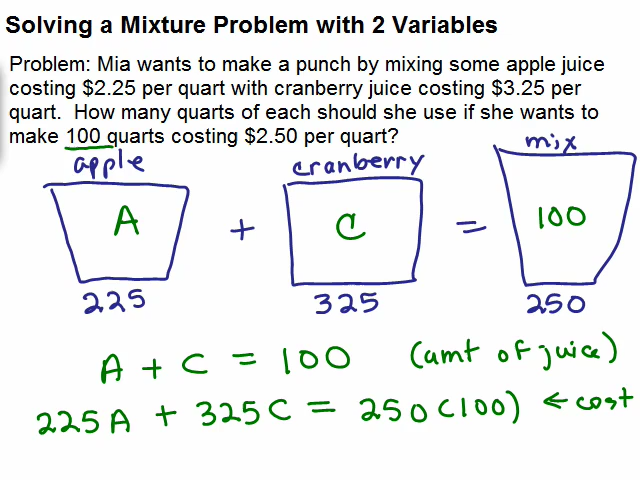 Solving a Mixture Problem with 2 Variables
Problem: Mia wants to make a punch by mixing some apple juice
costing $2.25 per quart with cranberry juice costing $3.25 per
quart. How many quarts of each should she use if she wants to
make 100 quarts costing $2.50 per quart?
apple cranberry mix
A + C = 100
225 325 250
A + C = 100 (amt of juice)
225A + 325C = 250(100) ← cost